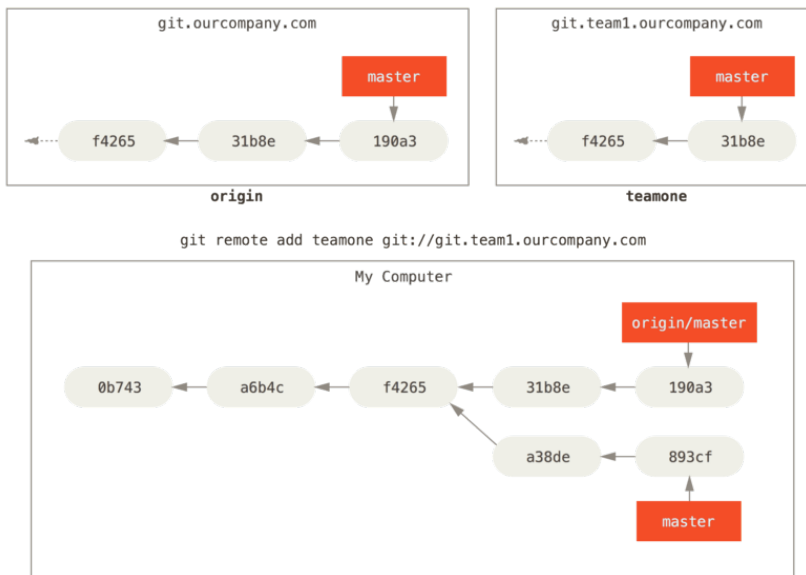 git.ourcompany.com
master
f4265
31b8e
190a3
origin
git.team1.ourcompany.com
master
f4265
31b8e
teamone
git remote add teamone git://git.team1.ourcompany.com
My Computer
origin/master
0b743
a6b4c
f4265
31b8e
190a3
a38de
893cf
master